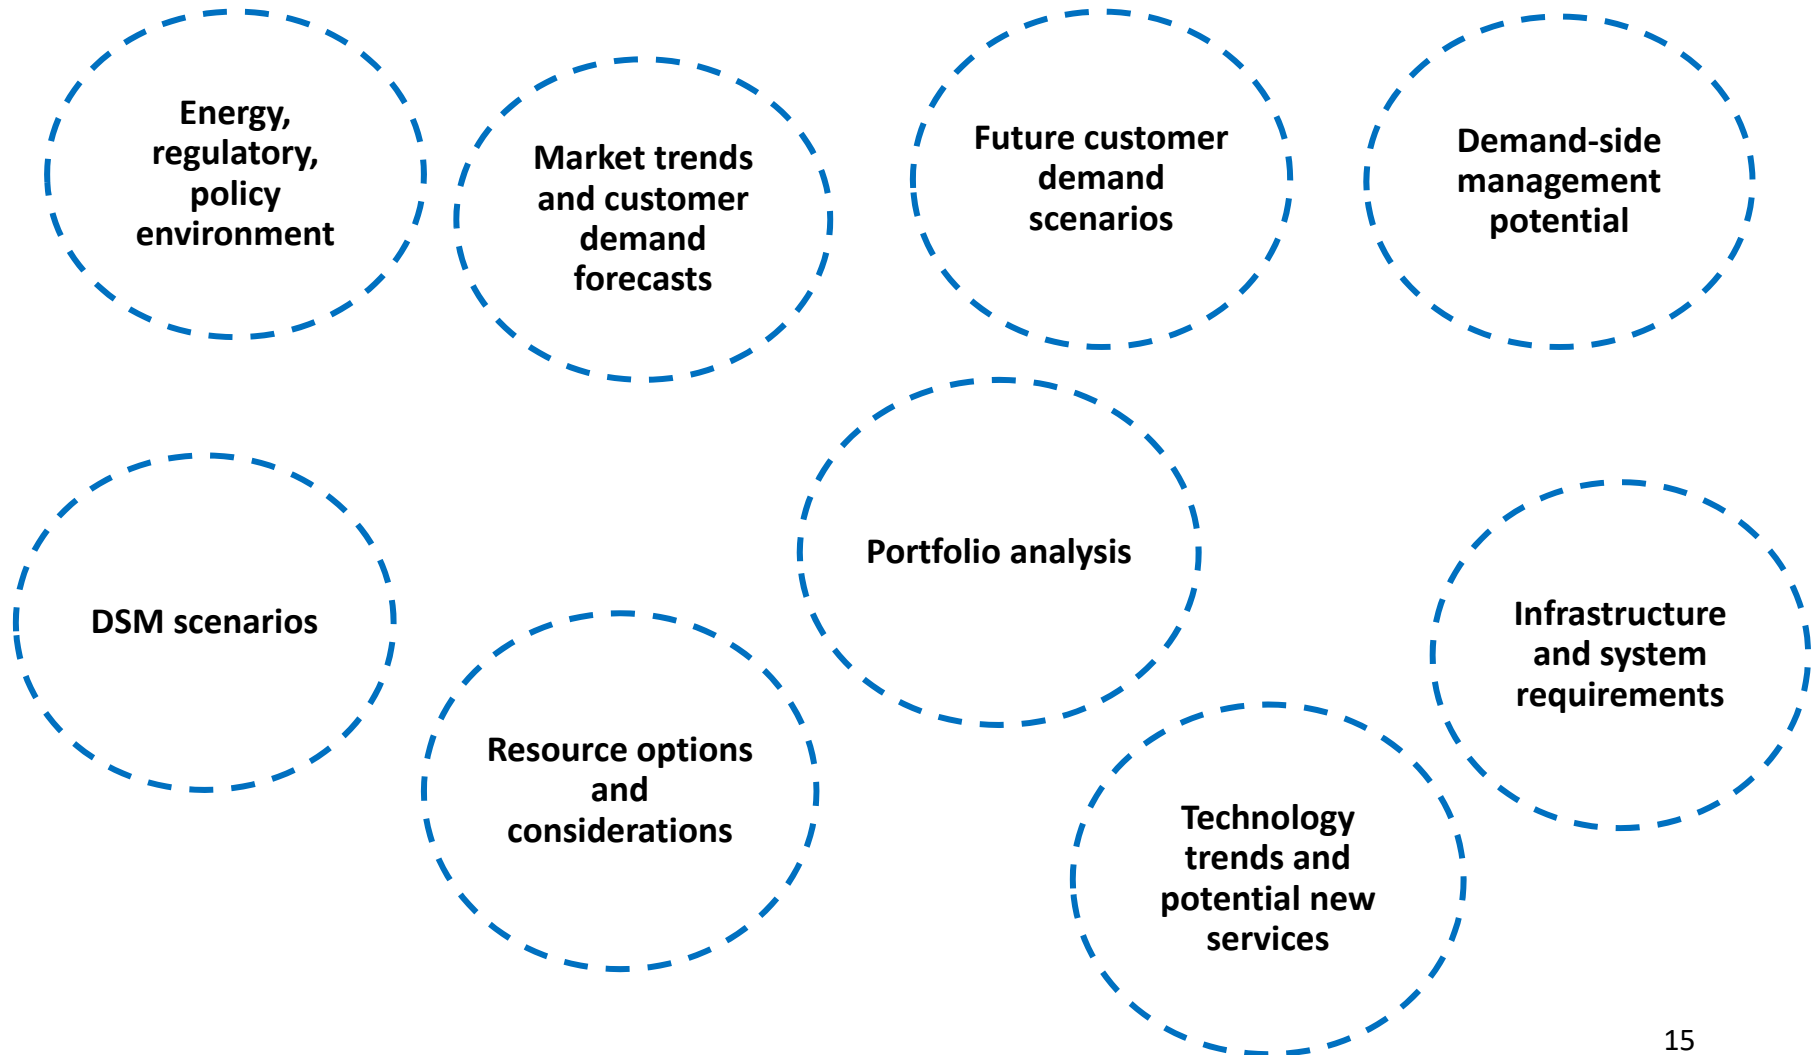 Energy,
regulatory,
policy
environment
Market trends
and customer
demand
forecasts
Future customer
demand
scenarios
Demand-side
management
potential
DSM scenarios
Resource options
and
considerations
Portfolio analysis
Technology
trends and
potential new
services
Infrastructure
and system
requirements
15